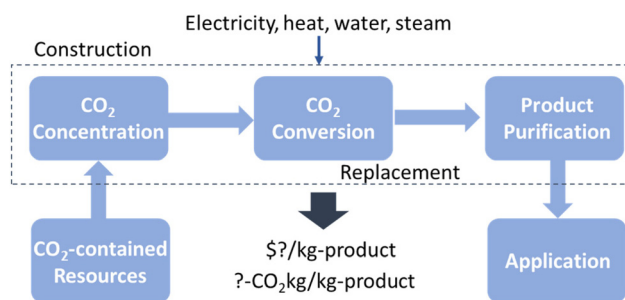 Electricity, heat, water, steam
Construction
CO₂
Concentration
CO₂
Conversion
Product
Purification
Replacement
CO₂-contained
Resources
$?/kg-product
?-CO₂kg/kg-product
Application